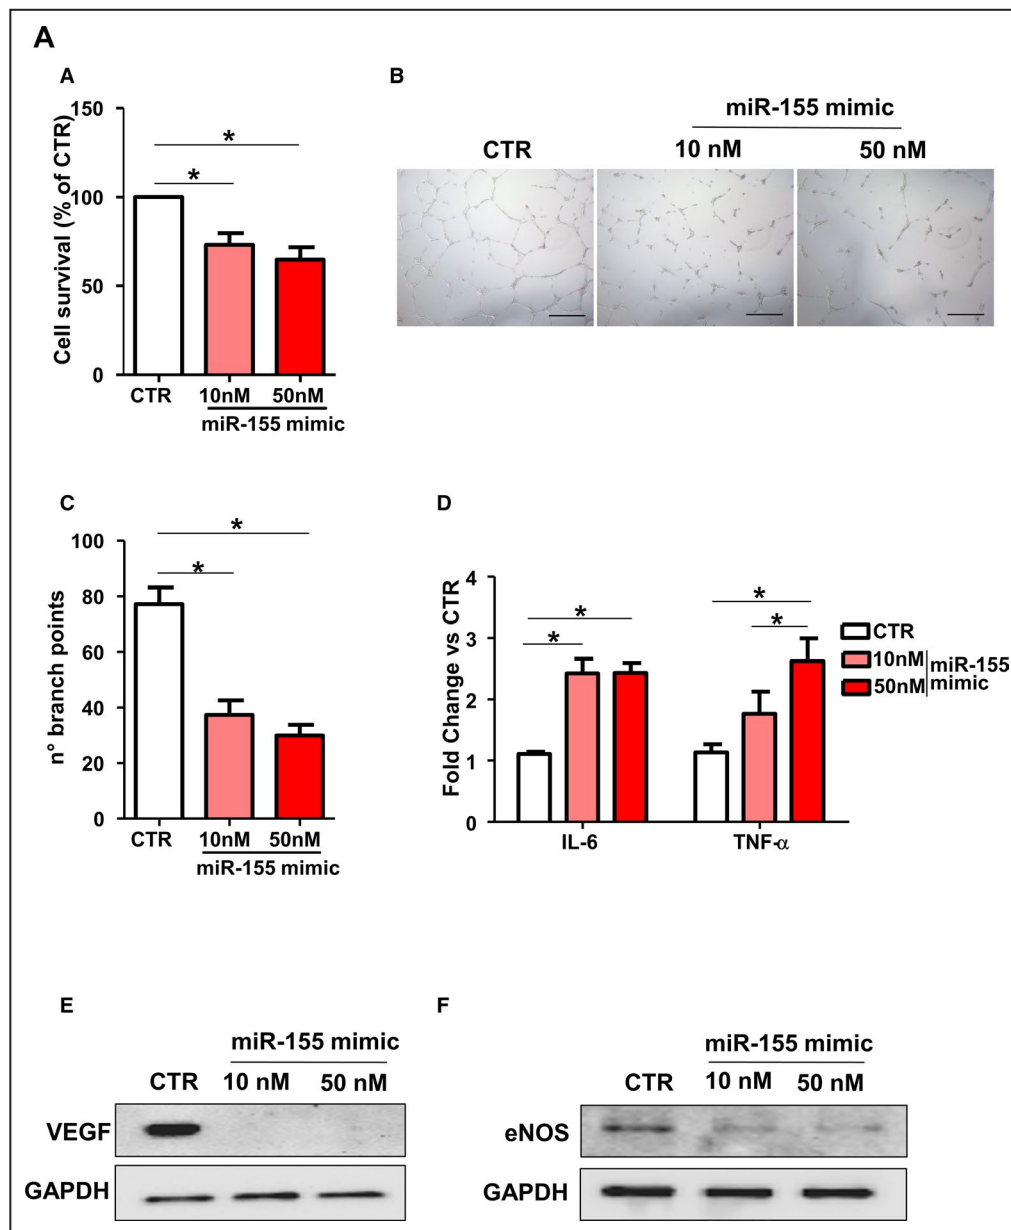 A
A
Cell survival (% of CTR)
150
100
50
0
*
*
CTR 10nM 50nM
miR-155 mimic
B
miR-155 mimic
CTR 10 nM 50 nM
C
n° branch points
100
80
60
40
20
0
*
*
CTR 10nM 50nM
miR-155 mimic
D
Fold Change vs CTR
4
3
2
1
0
*
*
*
*
IL-6 TNF-α
CTR
10nM
50nM
miR-155
mimic
E
miR-155 mimic
CTR 10 nM 50 nM
VEGF
GAPDH
F
miR-155 mimic
CTR 10 nM 50 nM
eNOS
GAPDH